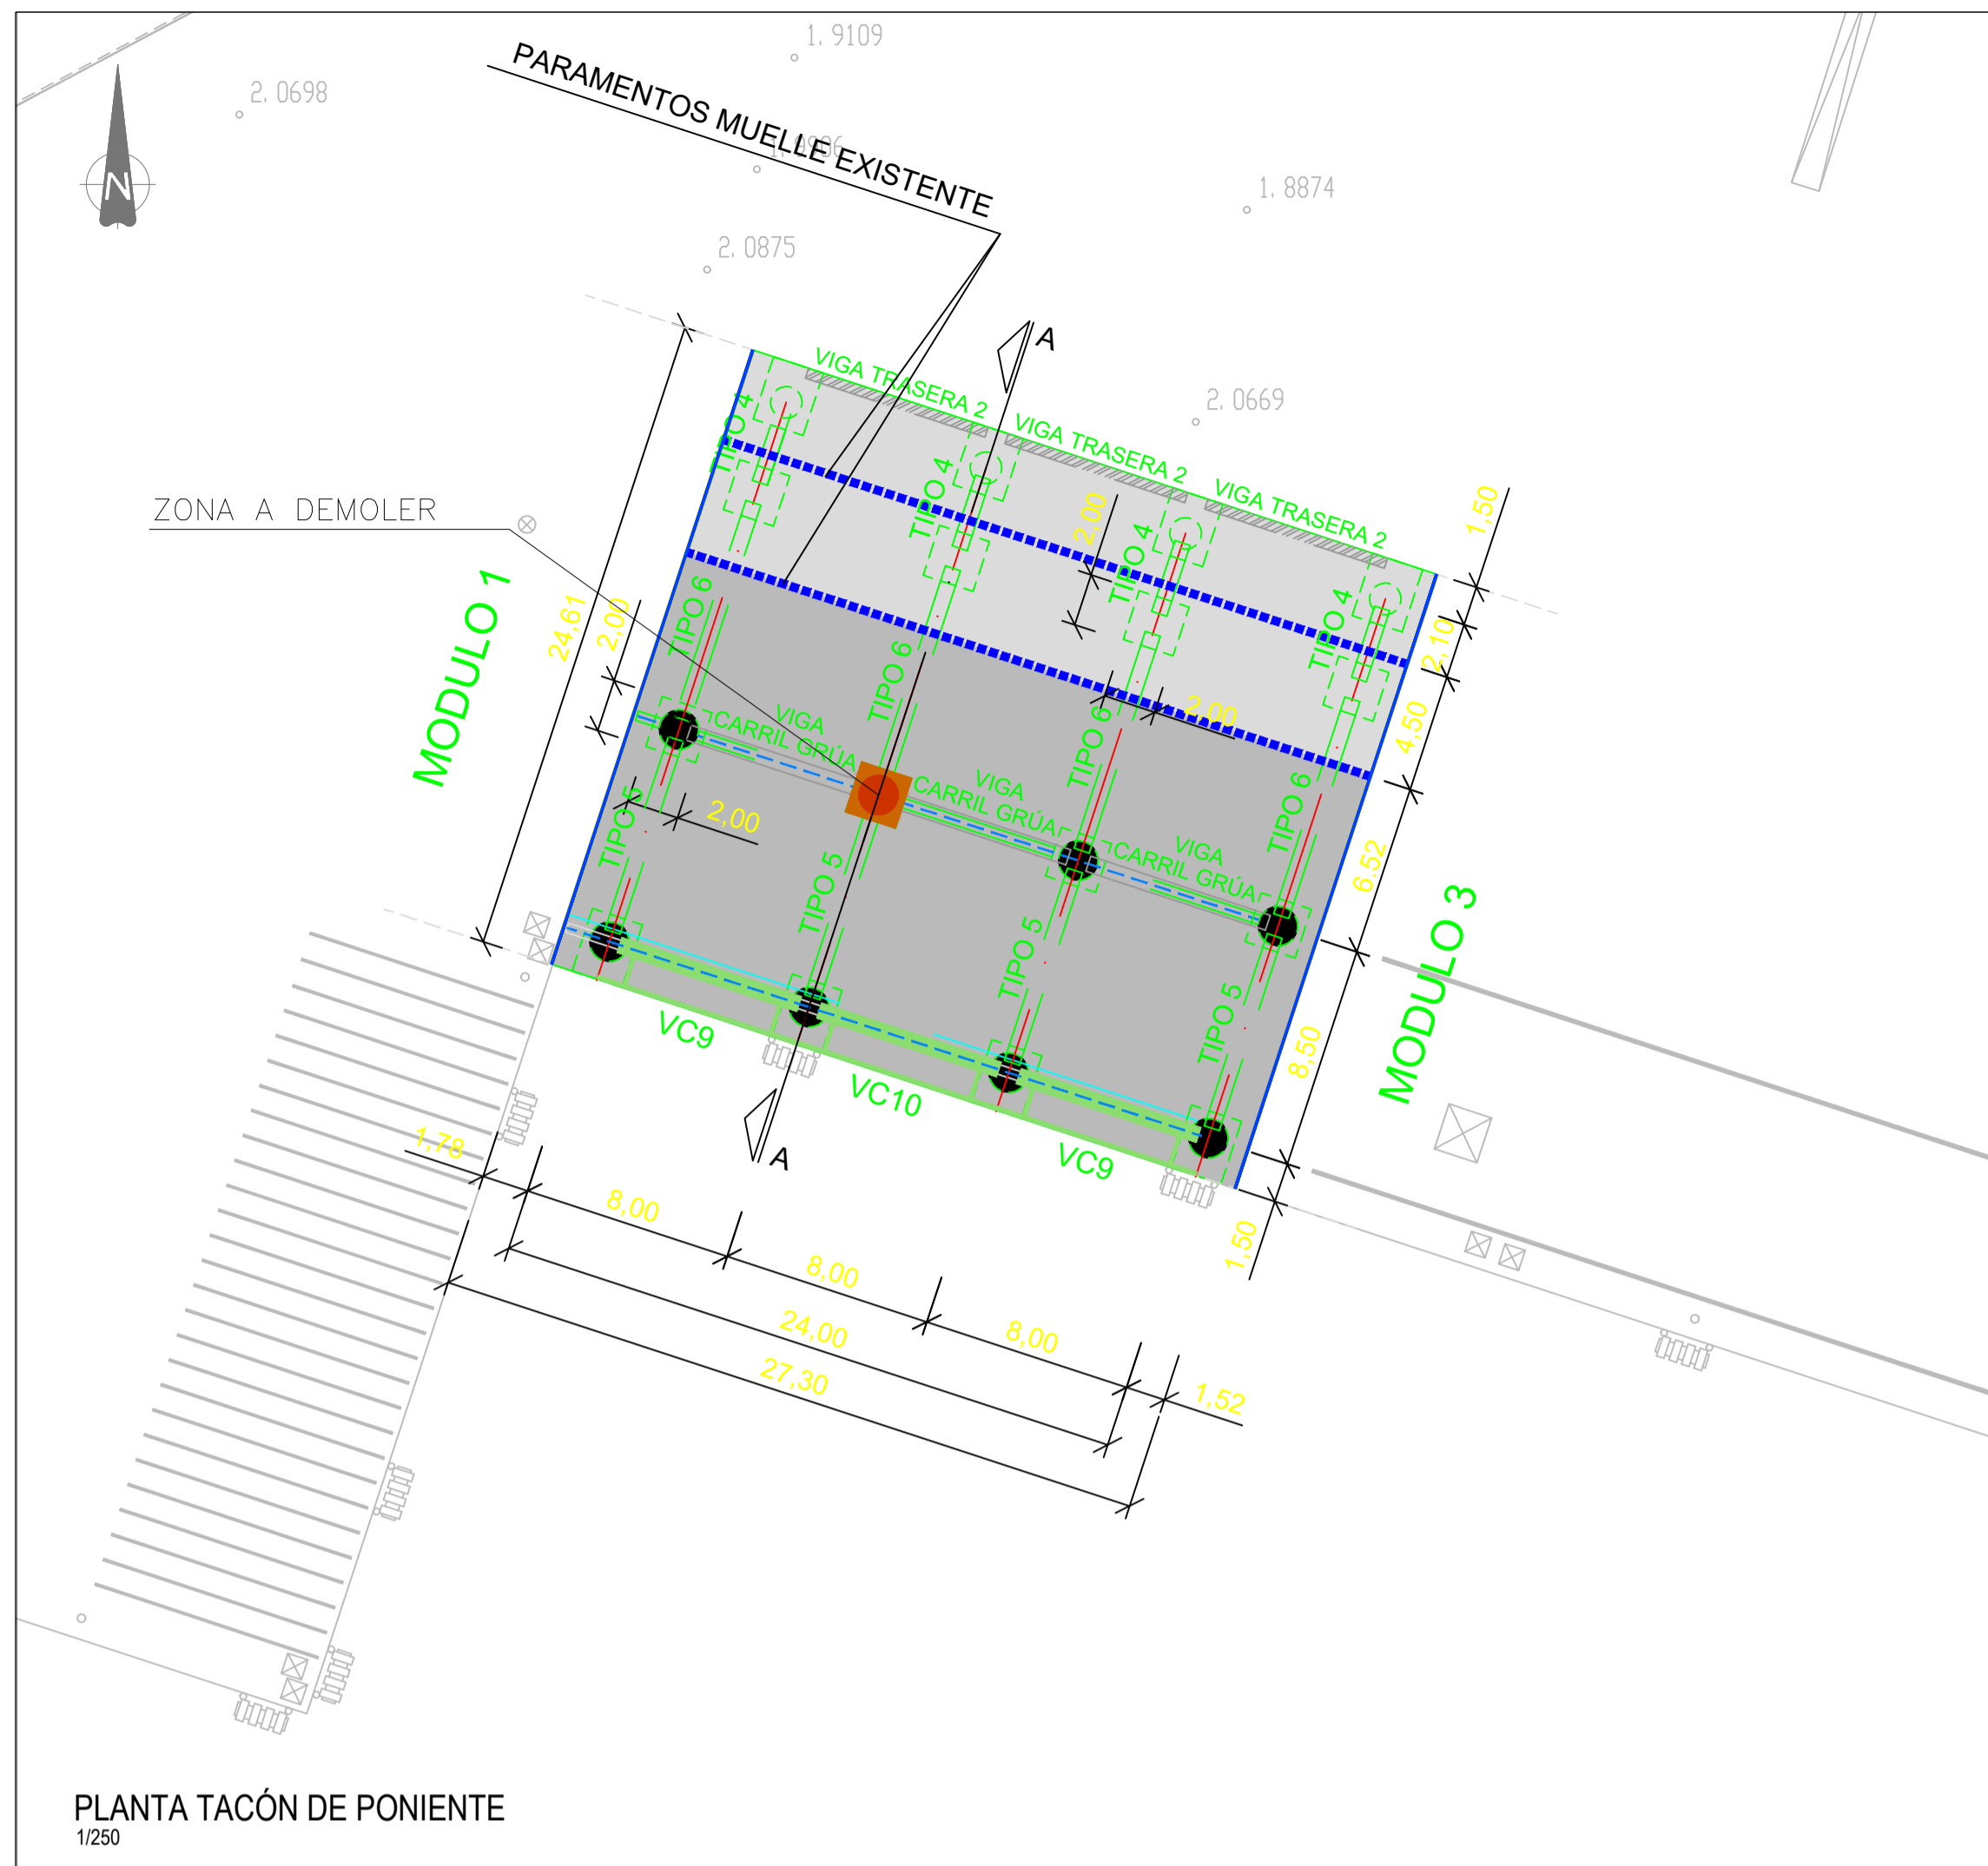 1.9109
2.0698
PARAMENTOS MUELLE EXISTENTE
N
1.8874
2.0875
A
2.0669
VIGA TRASERA 2
VIGA TRASERA 2
VIGA TRASERA 2
TIPO 4
TIPO 4
TIPO 4
TIPO 4
ZONA A DEMOLER
1,50
2,00
2,10
4,50
MODULO 1
24,61
2,00
TIPO 6
TIPO 6
TIPO 6
TIPO 6
2,00
VIGA
CARRIL GRÚA
VIGA
CARRIL GRÚA
VIGA
CARRIL GRÚA
2,00
6.52
TIPO 5
TIPO 5
TIPO 5
TIPO 5
MODULO 3
8,50
VC9
VC10
VC9
A
1,78
1,50
8,00
8,00
8,00
24,00
27,30
1,52
PLANTA TACÓN DE PONIENTE
1/250